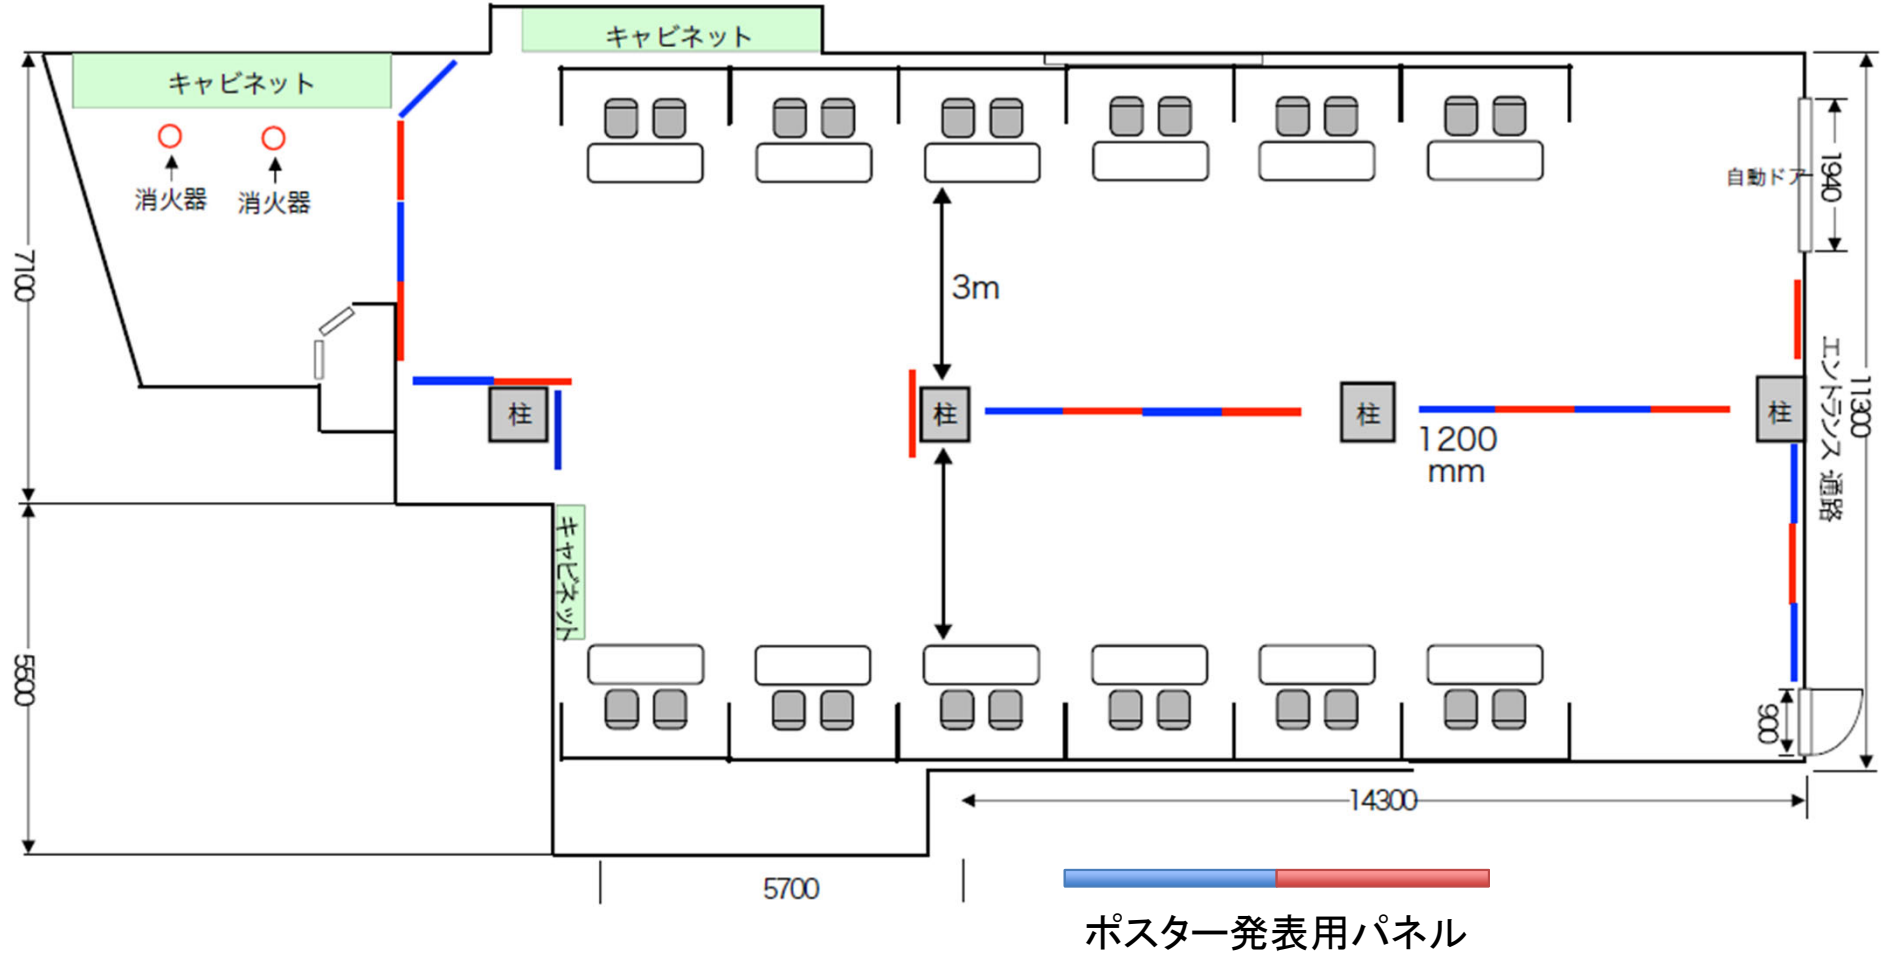 キャビネット
キャビネット
消火器
消火器
7100
3m
自動ドア
1940
柱
柱
柱
柱
1200
mm
エントランス 通路
11300
キャビネット
5500
900
14300
5700
ポスター発表用パネル